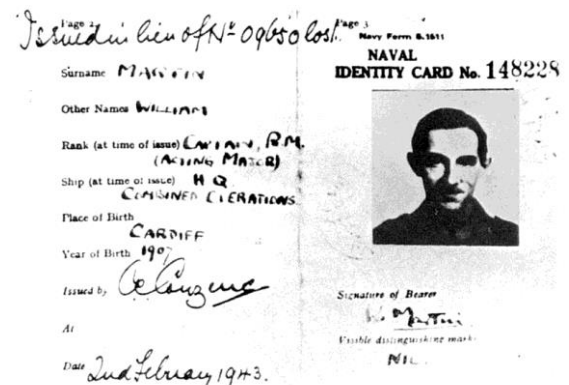 Page 2
Issued in lieu of No 09650 lost.
Surname MARTIN
Other Names WILLIAM
Rank (at time of issue) CAPTAIN, R.M.
(ACTING MAJOR)
Ship (at time of issue) H.Q.
COMBINED OPERATIONS
Place of Birth
CARDIFF
Year of Birth 1907
Issued by
At
Date 2nd February 1943.
Page 3
Navy Form S.1511
NAVAL
IDENTITY CARD No. 148228
Signature of Bearer
W. Martin
Visible distinguishing marks
NIL.